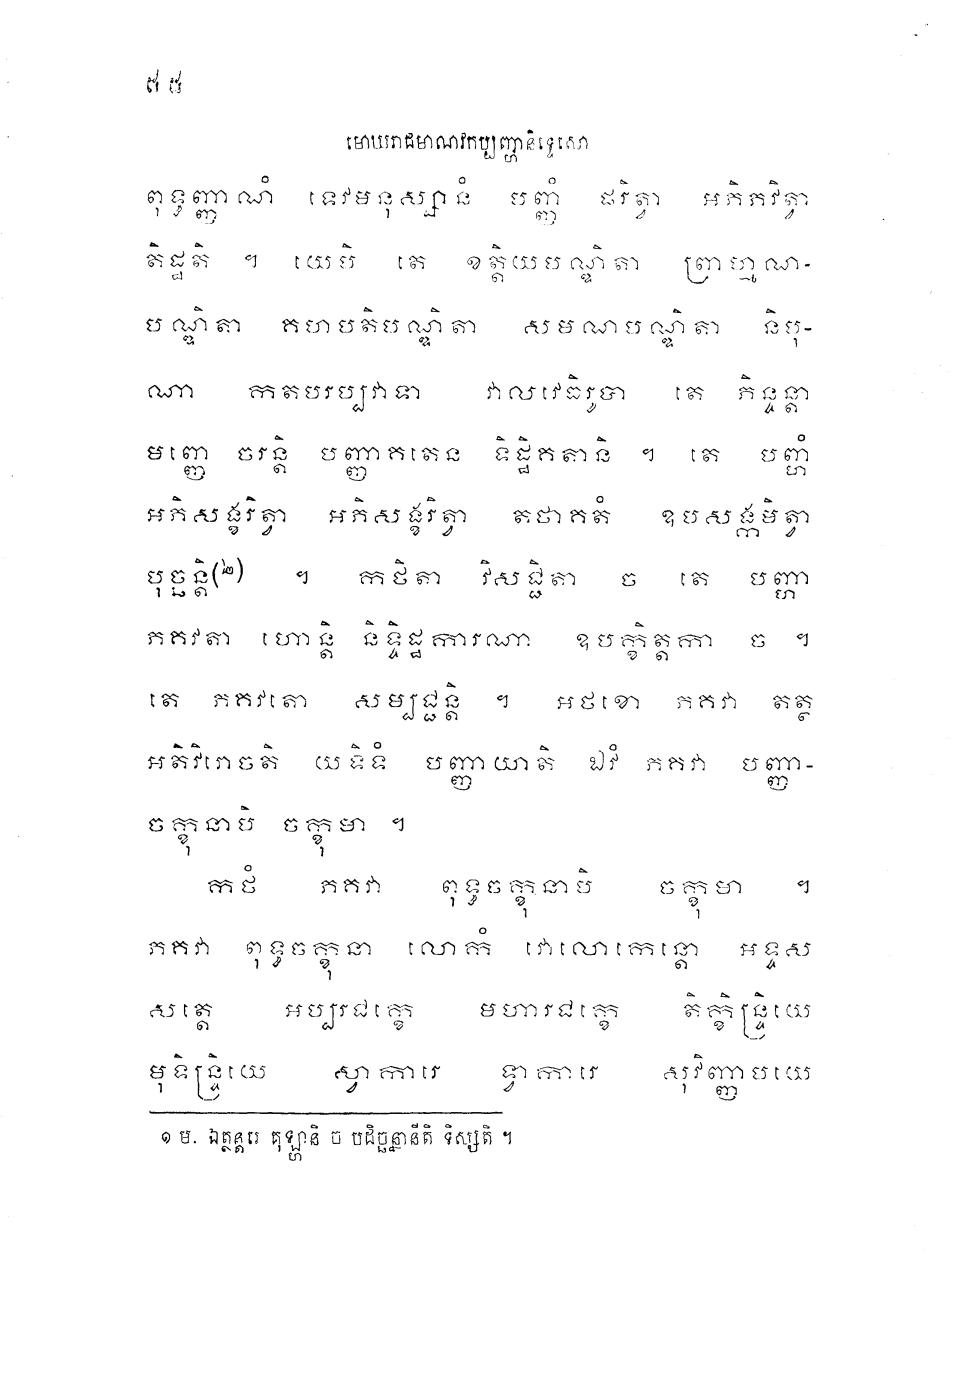 ៥៥
មោឃរាជមាណវកប្បញ្ហានិទ្ទេសោ
ពុទ្ធញ្ញាណំ ទេវមនុស្សានំ បញ្ញំ ផរិត្វា អភិភវិត្វា
តិដ្ឋតិ ។ យេបិ តេ ខត្តិយបណ្ឌិតា ព្រាហ្មណ-
បណ្ឌិតា គហបតិបណ្ឌិតា សមណបណ្ឌិតា និបុ-
ណា កតបរប្បវាទា វាលវេធិរូបា តេ ភិន្ទន្តា
មញ្ញេ ចរន្តិ បញ្ញាគតេន ទិដ្ឋិគតានិ ។ តេ បញ្ហំ
អភិសង្ខរិត្វា អភិសង្ខរិត្វា តថាគតំ ឧបសង្កមិត្វា
បុច្ឆន្តិ(២) ។ កថិតា វិសជ្ជិតា ច តេ បញ្ហា
ភគវតា ហោន្តិ និទ្ទិដ្ឋការណា ឧបក្ខិត្តកា ច ។
តេ ភគវតោ សម្បជ្ជន្តិ ។ អថខោ ភគវា តត្ថ
អតិវិរោចតិ យទិទំ បញ្ញាយាតិ ឯវំ ភគវា បញ្ញា-
ចក្ខុនាបិ ចក្ខុមា ។
កថំ ភគវា ពុទ្ធចក្ខុនាបិ ចក្ខុមា ។
ភគវា ពុទ្ធចក្ខុនា លោកំ វោលោកេន្តោ អទ្ទស
សត្តេ អប្បរជក្ខេ មហារជក្ខេ តិក្ខិន្ទ្រិយេ
មុទិន្ទ្រិយេ ស្វាការេ ទ្វាការេ សុវិញ្ញាបយេ
១ ម. ឯត្ថន្តរេ គុឡ្ហានិ ច បដិច្ឆន្នានីតិ ទិស្សតិ ។